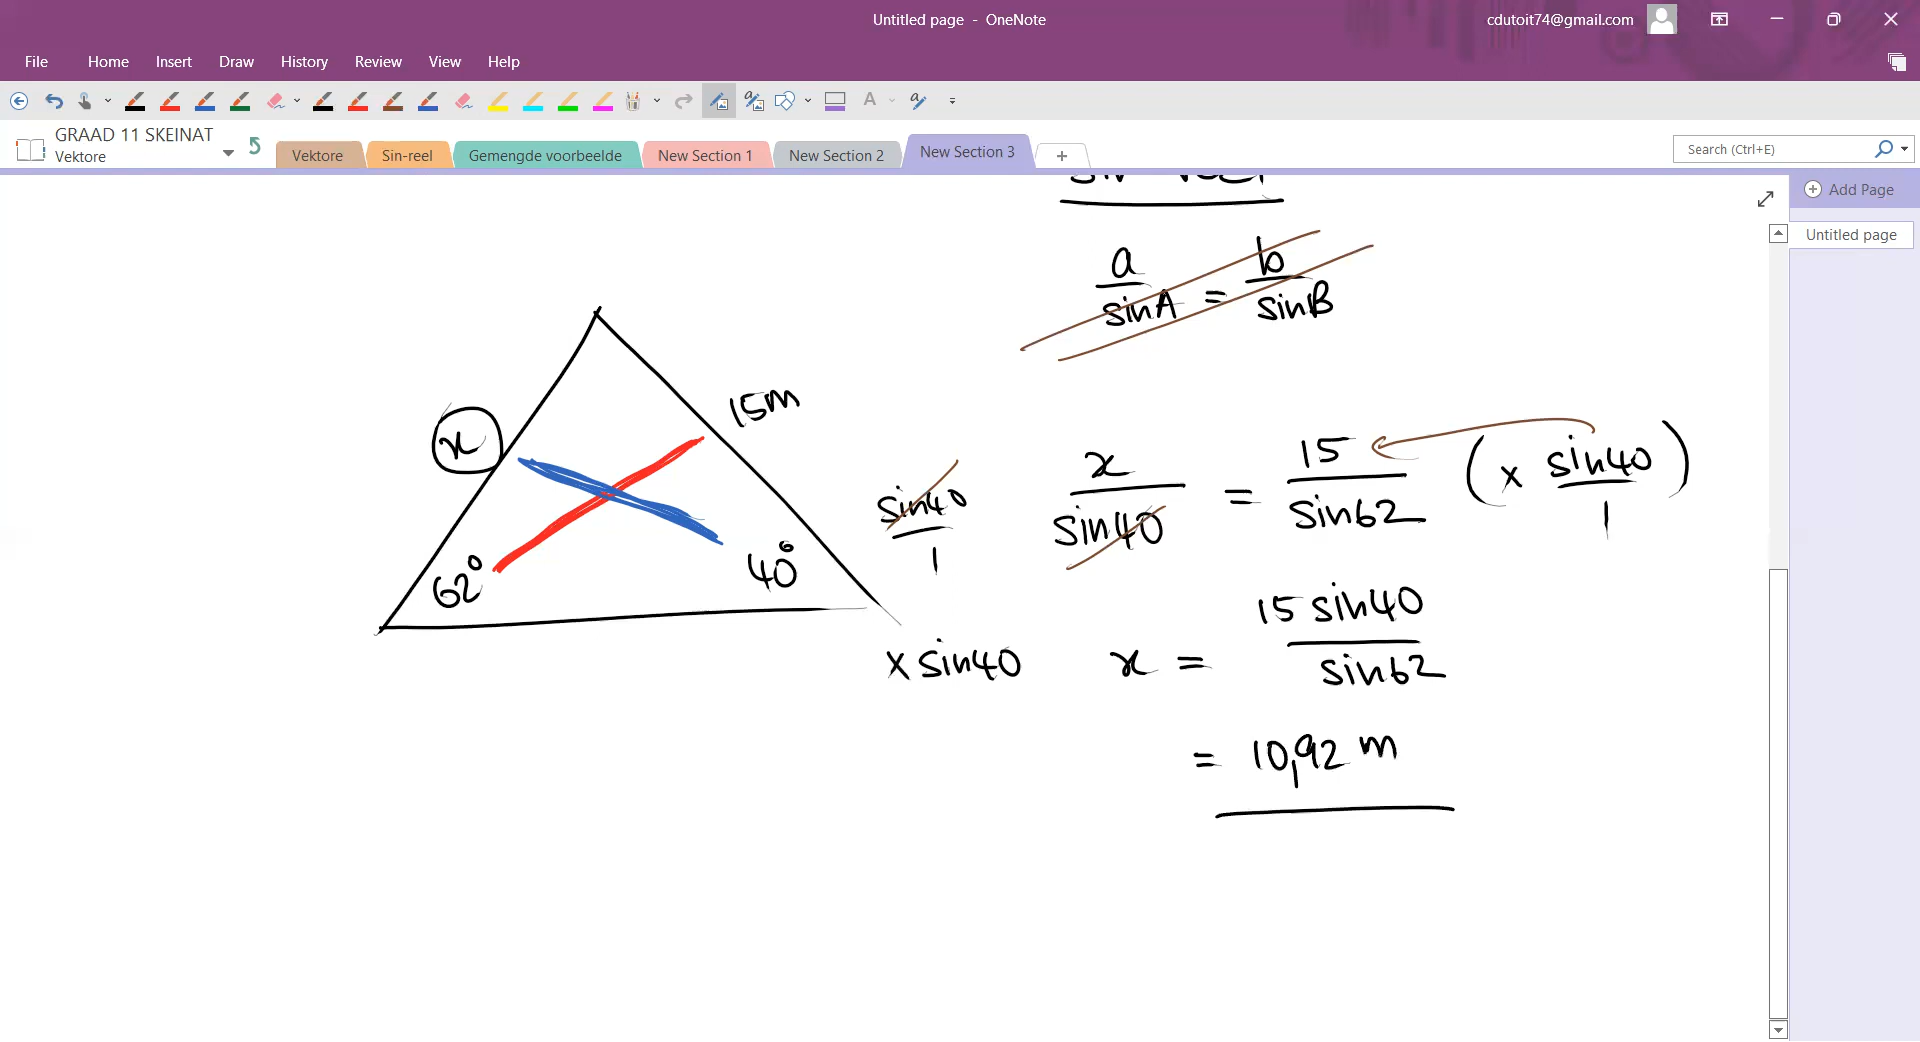 Untitled page - OneNote
cdutoit74@gmail.com
File Home Insert Draw History Review View Help
GRAAD 11 SKEINAT
Vektore
Vektore Sin-reel Gemengde voorbeelde New Section 1 New Section 2 New Section 3
Search (Ctrl+E)
Add Page
Untitled page
a/sinA = b/sinB
x
15m
62°
40°
sin40/1 x/sin40 = 15/sin62 (× sin40/1)
× sin40 x = 15 sin40/sin62
= 10,92 m